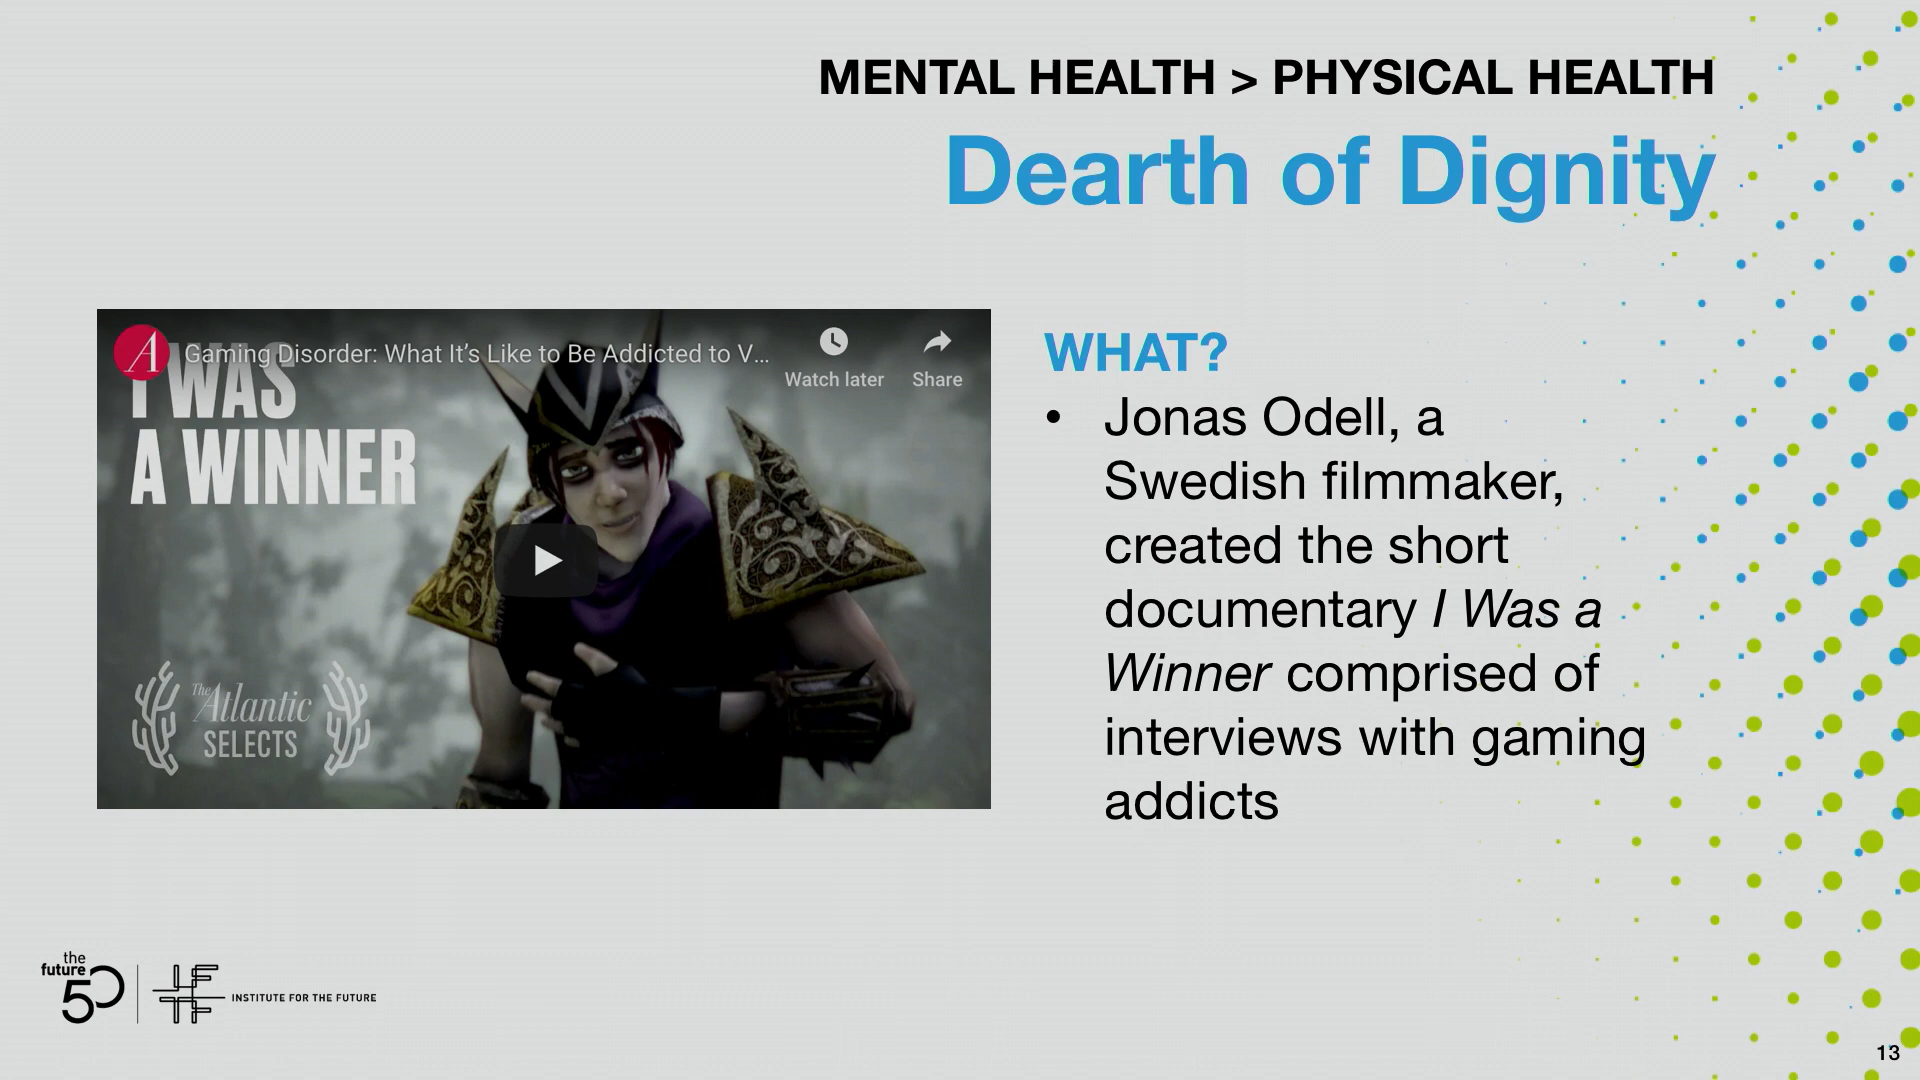 MENTAL HEALTH > PHYSICAL HEALTH
Dearth of Dignity
A
Gaming Disorder: What It’s Like to Be Addicted to V...
Watch later
Share
I WAS
A WINNER
The
Atlantic
SELECTS
WHAT?
• Jonas Odell, a
Swedish filmmaker,
created the short
documentary I Was a
Winner comprised of
interviews with gaming
addicts
the
future
50
INSTITUTE FOR THE FUTURE
13